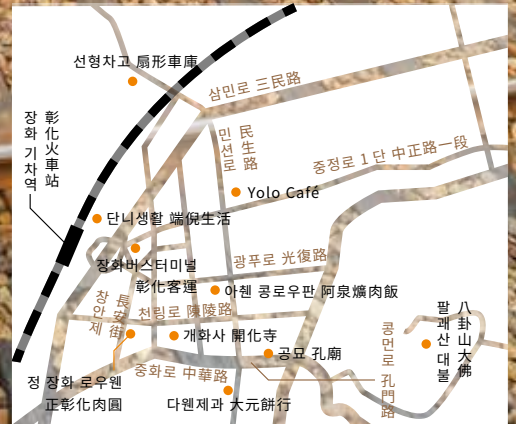 선형차고 扇形車庫
삼민로 三民路
장화 기차역
彰化火車站
민션로
民生路
중정로 1 단 中正路一段
Yolo Café
단니생활 端倪生活
장화버스터미널
彰化客運
광푸로 光復路
아췐 콩로우판 阿泉爌肉飯
창안제
長安街
천링로 陳陵路
개화사 開化寺
공묘 孔廟
콩먼로 孔門路
팔괘산 대불
八卦山大佛
정 장화 로우웬
正彰化肉圓
중화로 中華路
다웬제과 大元餅行